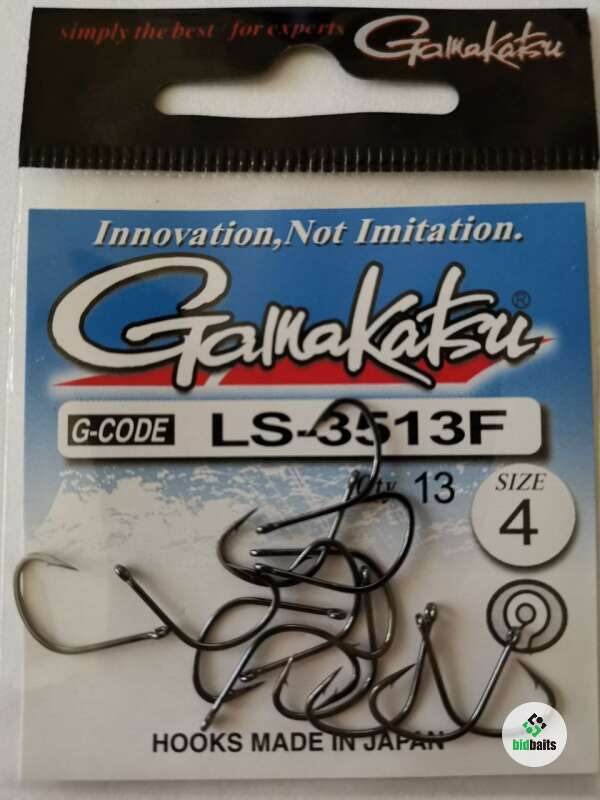 simply the best for experts Gamakatsu
Innovation, Not Imitation.
Gamakatsu®
G-CODE LS-3513F
Qty 13
SIZE
4
HOOKS MADE IN JAPAN
bidbaits